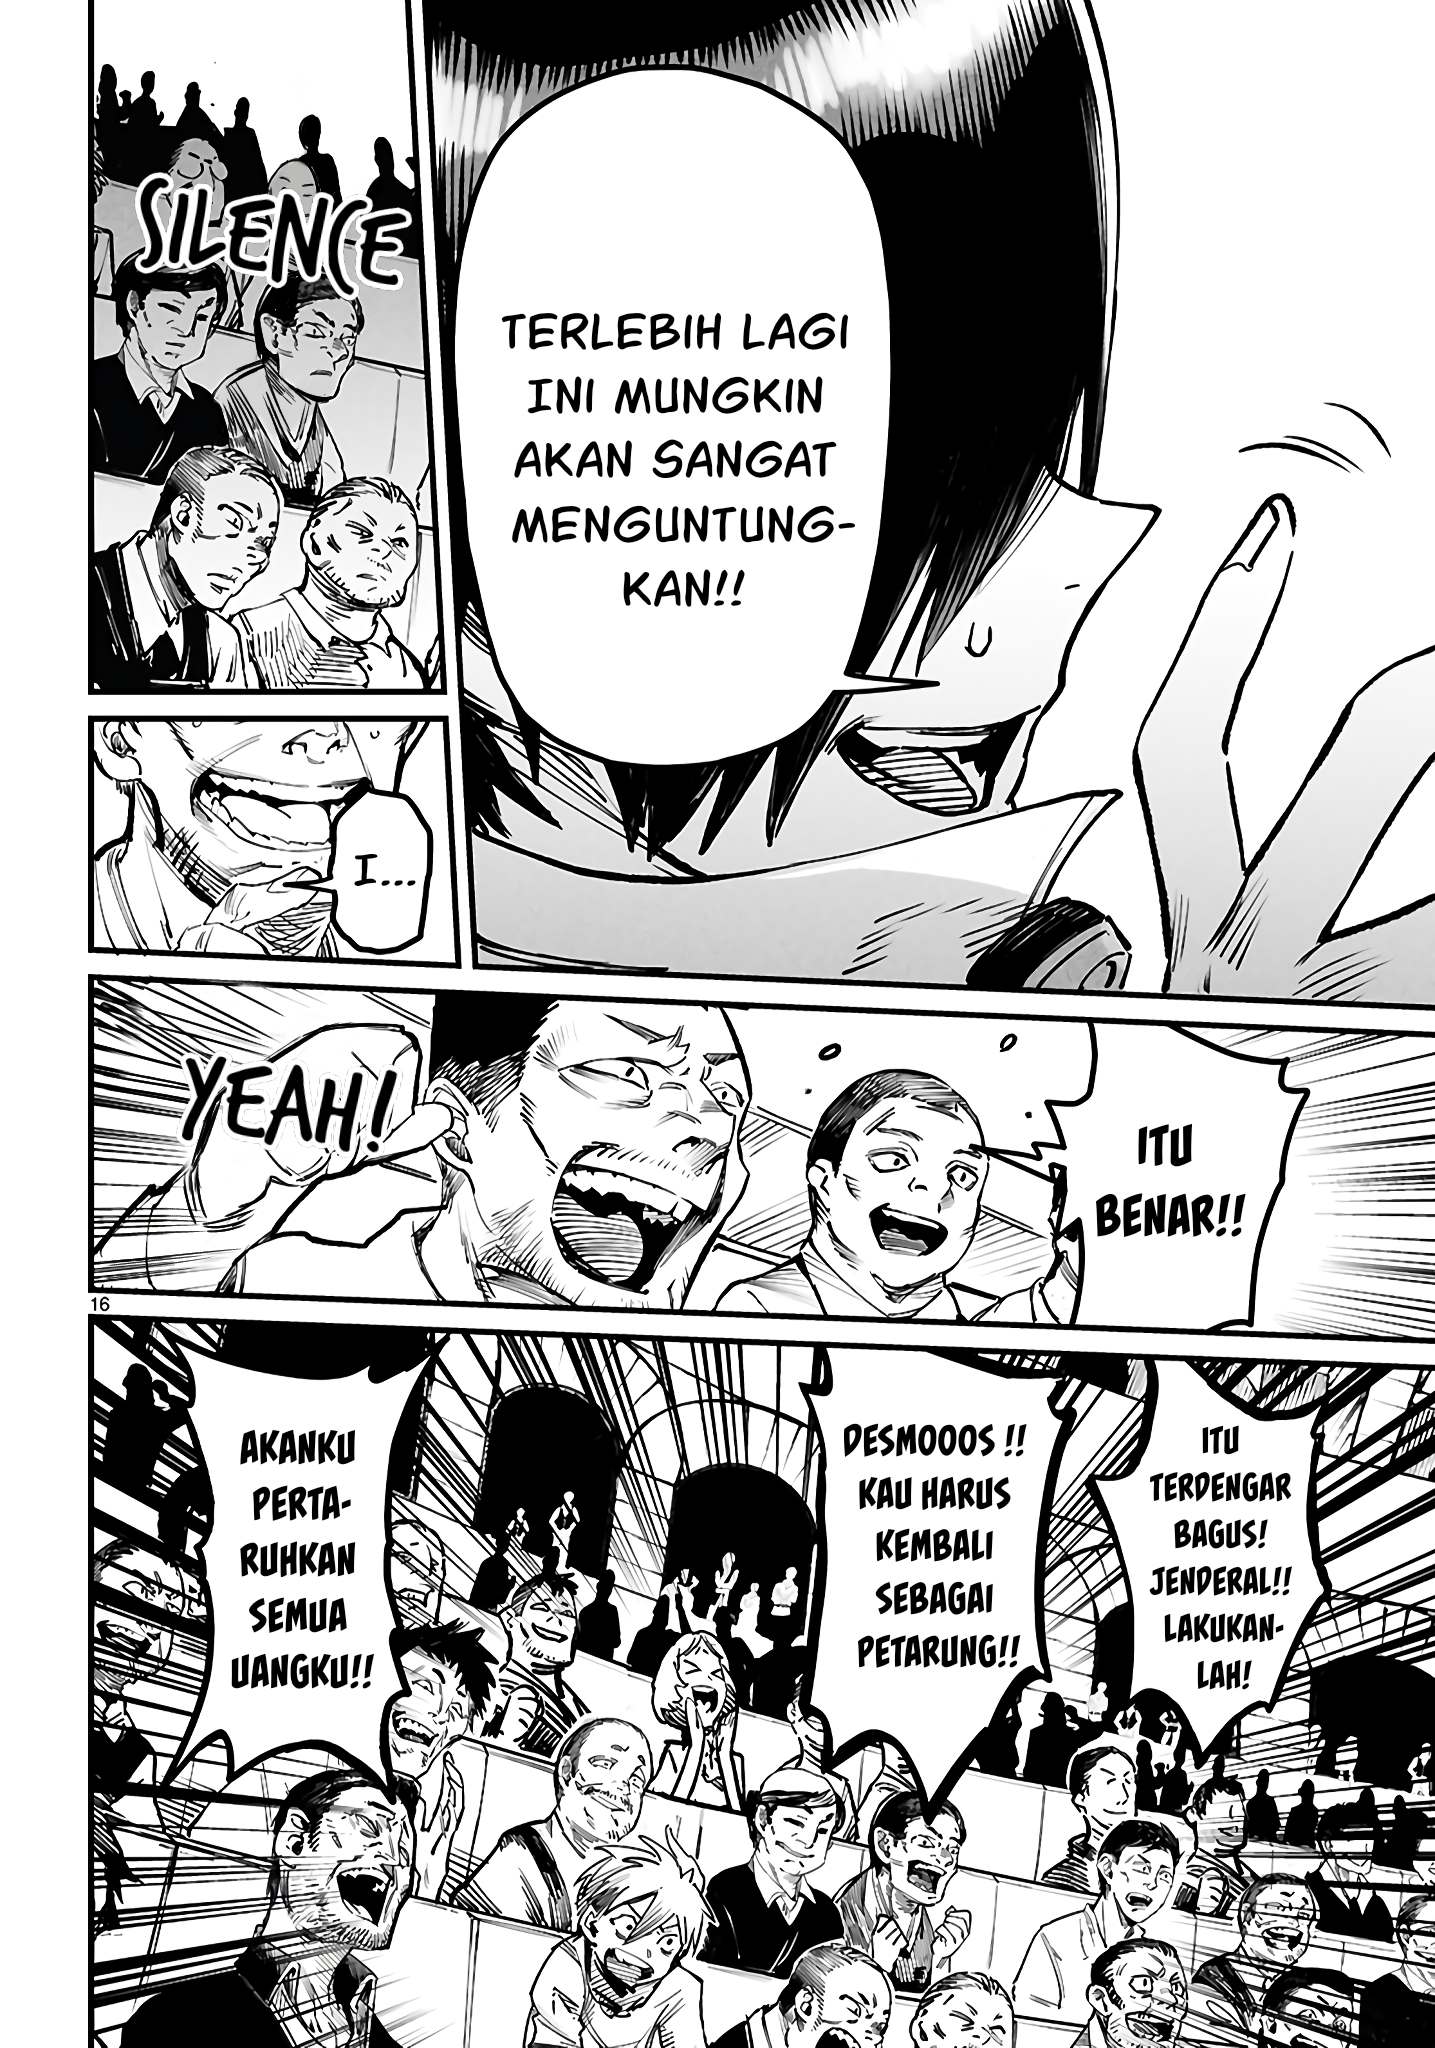 TERLEBIH LAGI
INI MUNGKIN
AKAN SANGAT
MENGUNTUNG-
KAN!!
SILENCE
I...
ITU
BENAR!!
YEAH!
16
ITU
TERDENGAR
BAGUS!
JENDERAL!!
LAKUKAN-
LAH!
DESMOOOS !!
KAU HARUS
KEMBALI
SEBAGAI
PETARUNG!!
AKANKU
PERTA-
RUHKAN
SEMUA
UANGKU!!